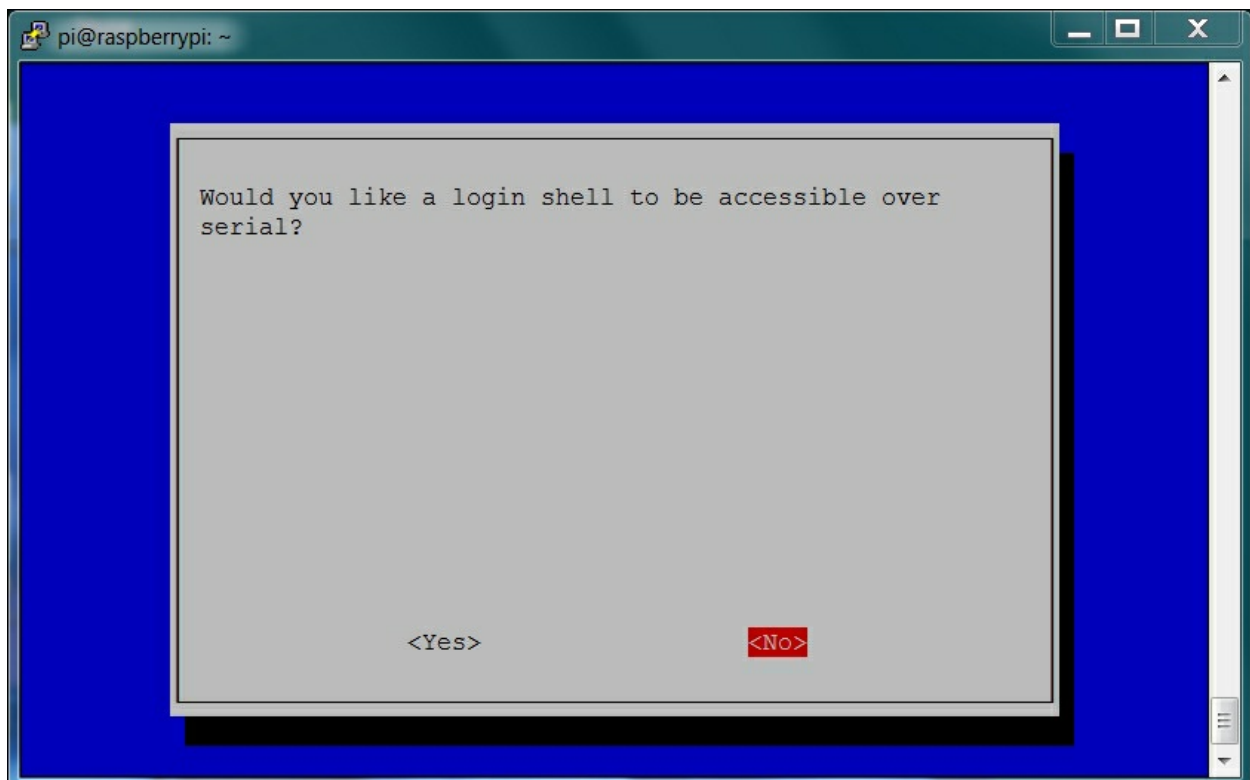 pi@raspberrypi: ~
Would you like a login shell to be accessible over
serial?
<Yes> <No>